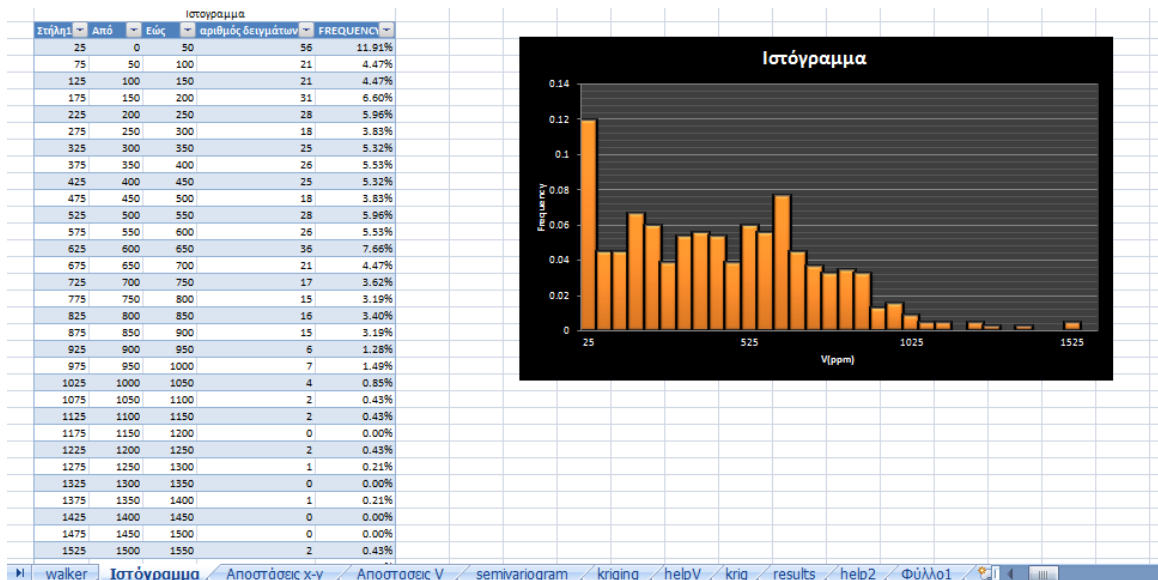 Ιστογραμμα
Στήλη1 Από Εώς αριθμός δειγμάτων FREQUENCY
25 0 50 56 11.91%
75 50 100 21 4.47%
125 100 150 21 4.47%
175 150 200 31 6.60%
225 200 250 28 5.96%
275 250 300 18 3.83%
325 300 350 25 5.32%
375 350 400 26 5.53%
425 400 450 25 5.32%
475 450 500 18 3.83%
525 500 550 28 5.96%
575 550 600 26 5.53%
625 600 650 36 7.66%
675 650 700 21 4.47%
725 700 750 17 3.62%
775 750 800 15 3.19%
825 800 850 16 3.40%
875 850 900 15 3.19%
925 900 950 6 1.28%
975 950 1000 7 1.49%
1025 1000 1050 4 0.85%
1075 1050 1100 2 0.43%
1125 1100 1150 2 0.43%
1175 1150 1200 0 0.00%
1225 1200 1250 2 0.43%
1275 1250 1300 1 0.21%
1325 1300 1350 0 0.00%
1375 1350 1400 1 0.21%
1425 1400 1450 0 0.00%
1475 1450 1500 0 0.00%
1525 1500 1550 2 0.43%
Ιστόγραμμα
0.14
0.12
0.1
0.08
0.06
0.04
0.02
0
Frequency
25 525 1025 1525
V(ppm)
walker Ιστόγραμμα Αποστάσεις x-y Αποστασεις V semivariogram kriging helpV krig results help2 Φύλλο1